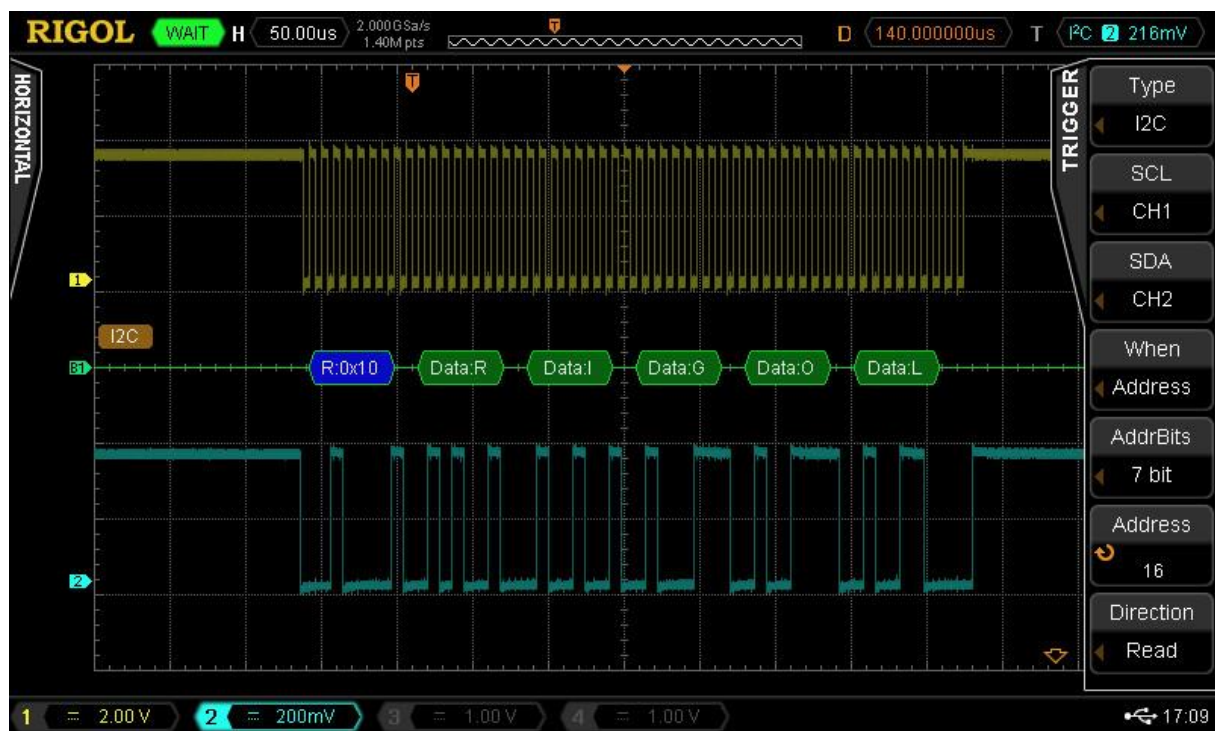 RIGOL WAIT H 50.00us 2.000GSa/s 1.40Mpts T D 140.000000us T I²C 2 216mV
HORIZONTAL
TRIGGER
T
Type
I2C
SCL
CH1
SDA
CH2
When
Address
AddrBits
7 bit
Address
16
Direction
Read
1
I2C
B1 R:0x10 Data:R Data:I Data:G Data:O Data:L
2
1 = 2.00 V 2 = 200mV 3 = 1.00 V 4 = 1.00 V 17:09